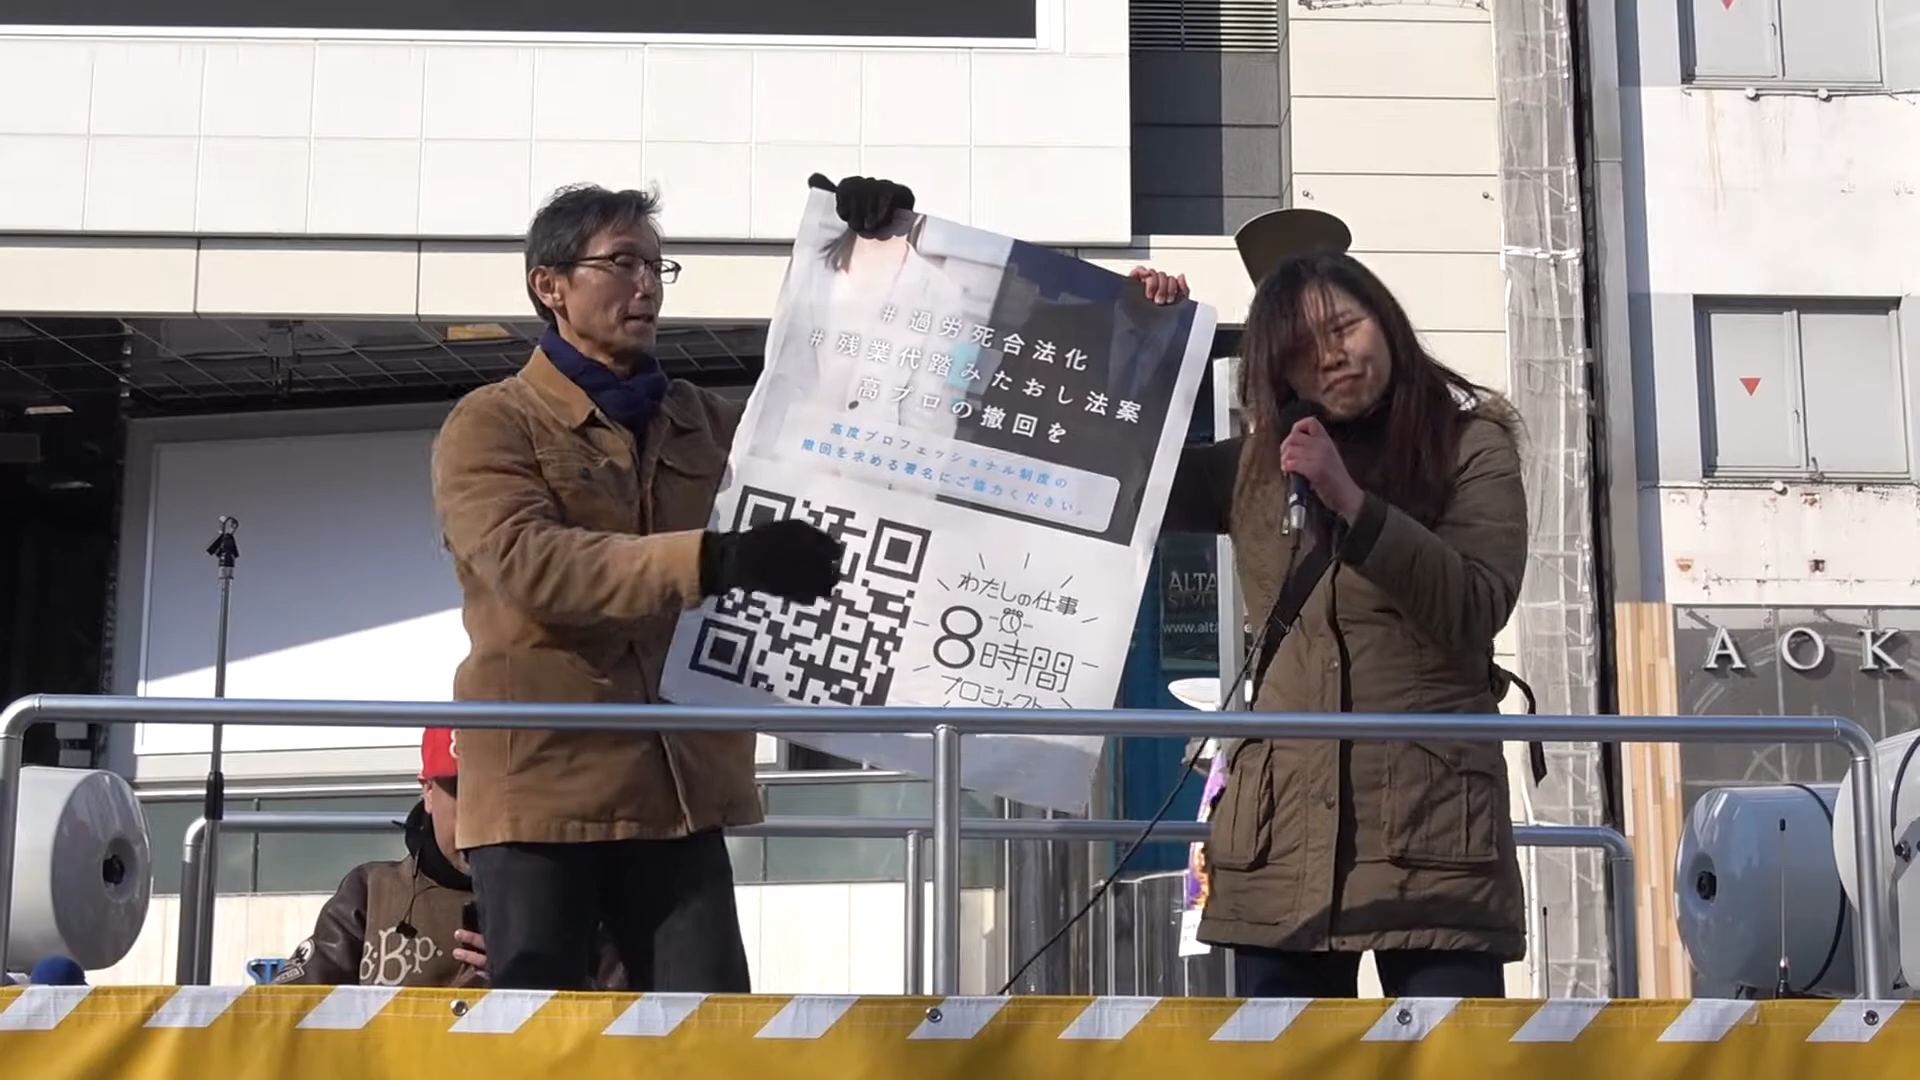 # 過労死合法化
# 残業代踏みたおし法案
高プロの撤回を
高度プロフェッショナル制度の
撤回を求める署名にご協力ください。
わたしの仕事
8時間
プロジェクト
ALTA
www.alta
AOK
B.B.p.